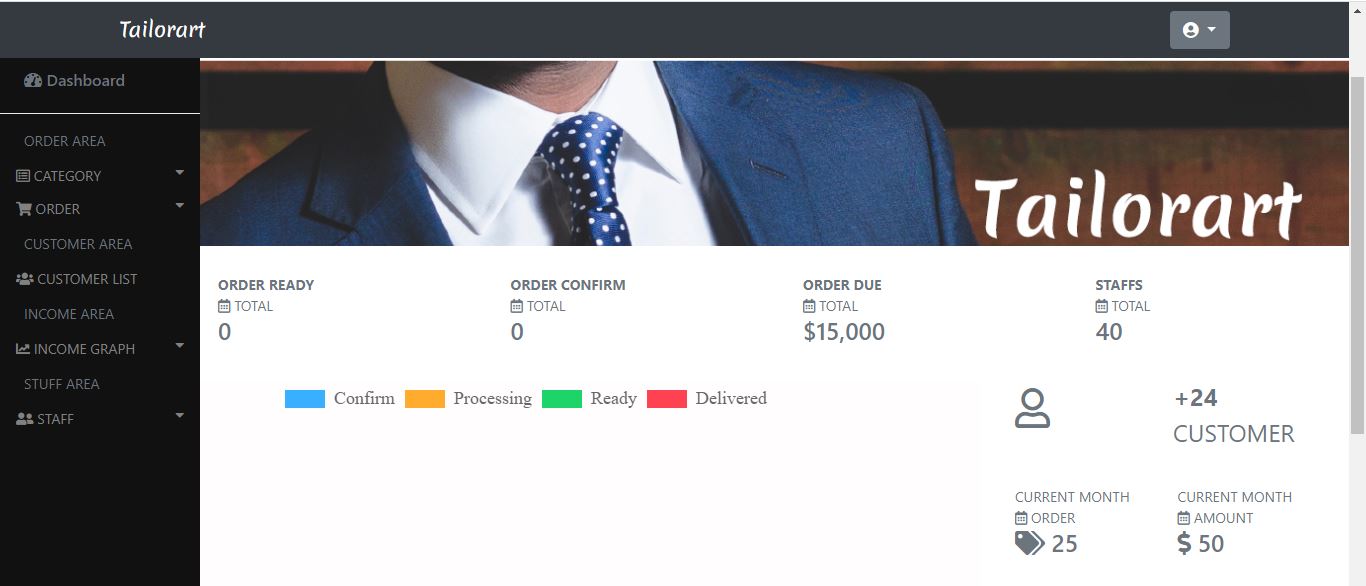 Tailorart
Dashboard
ORDER AREA
CATEGORY
ORDER
CUSTOMER AREA
CUSTOMER LIST
INCOME AREA
INCOME GRAPH
STUFF AREA
STAFF
Tailorart
ORDER READY
TOTAL
0
ORDER CONFIRM
TOTAL
0
ORDER DUE
TOTAL
$15,000
STAFFS
TOTAL
40
Confirm Processing Ready Delivered
+24
CUSTOMER
CURRENT MONTH
ORDER
25
CURRENT MONTH
AMOUNT
$ 50